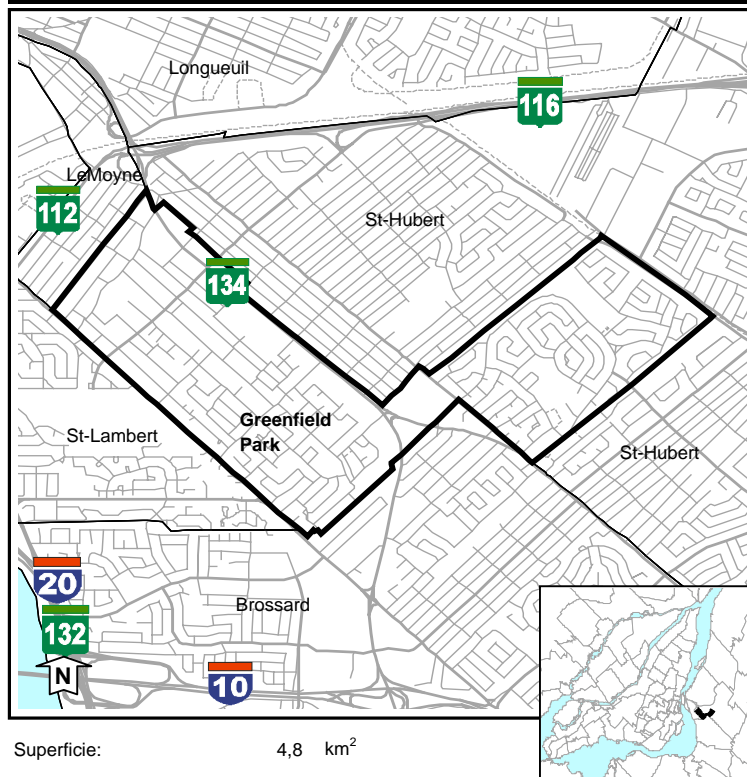 Longueuil
116
LeMoyne
112
St-Hubert
134
Greenfield
Park
St-Lambert
St-Hubert
20
Brossard
132
N
10
Superficie: 4,8 km²